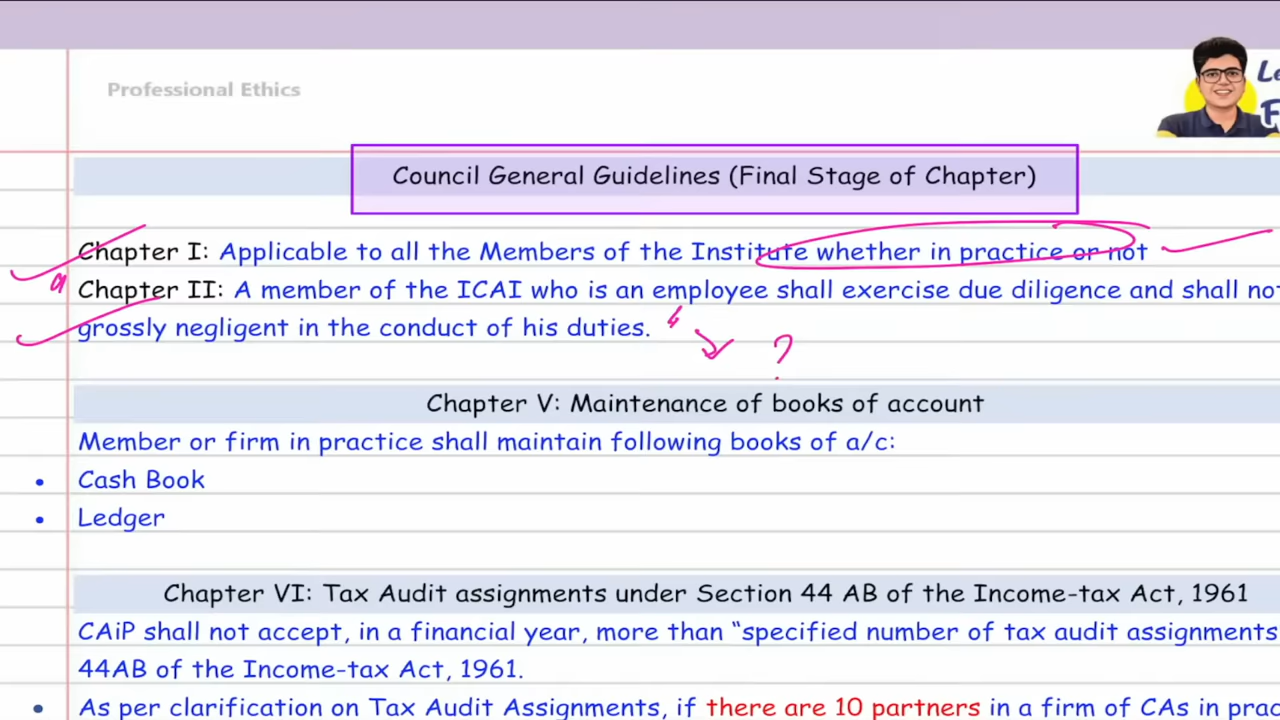 Professional Ethics
Le
F
Council General Guidelines (Final Stage of Chapter)
Chapter I: Applicable to all the Members of the Institute whether in practice or not
Chapter II: A member of the ICAI who is an employee shall exercise due diligence and shall not
grossly negligent in the conduct of his duties.
?
Chapter V: Maintenance of books of account
Member or firm in practice shall maintain following books of a/c:
• Cash Book
• Ledger
Chapter VI: Tax Audit assignments under Section 44 AB of the Income-tax Act, 1961
CAiP shall not accept, in a financial year, more than “specified number of tax audit assignments
44AB of the Income-tax Act, 1961.
• As per clarification on Tax Audit Assignments, if there are 10 partners in a firm of CAs in prac